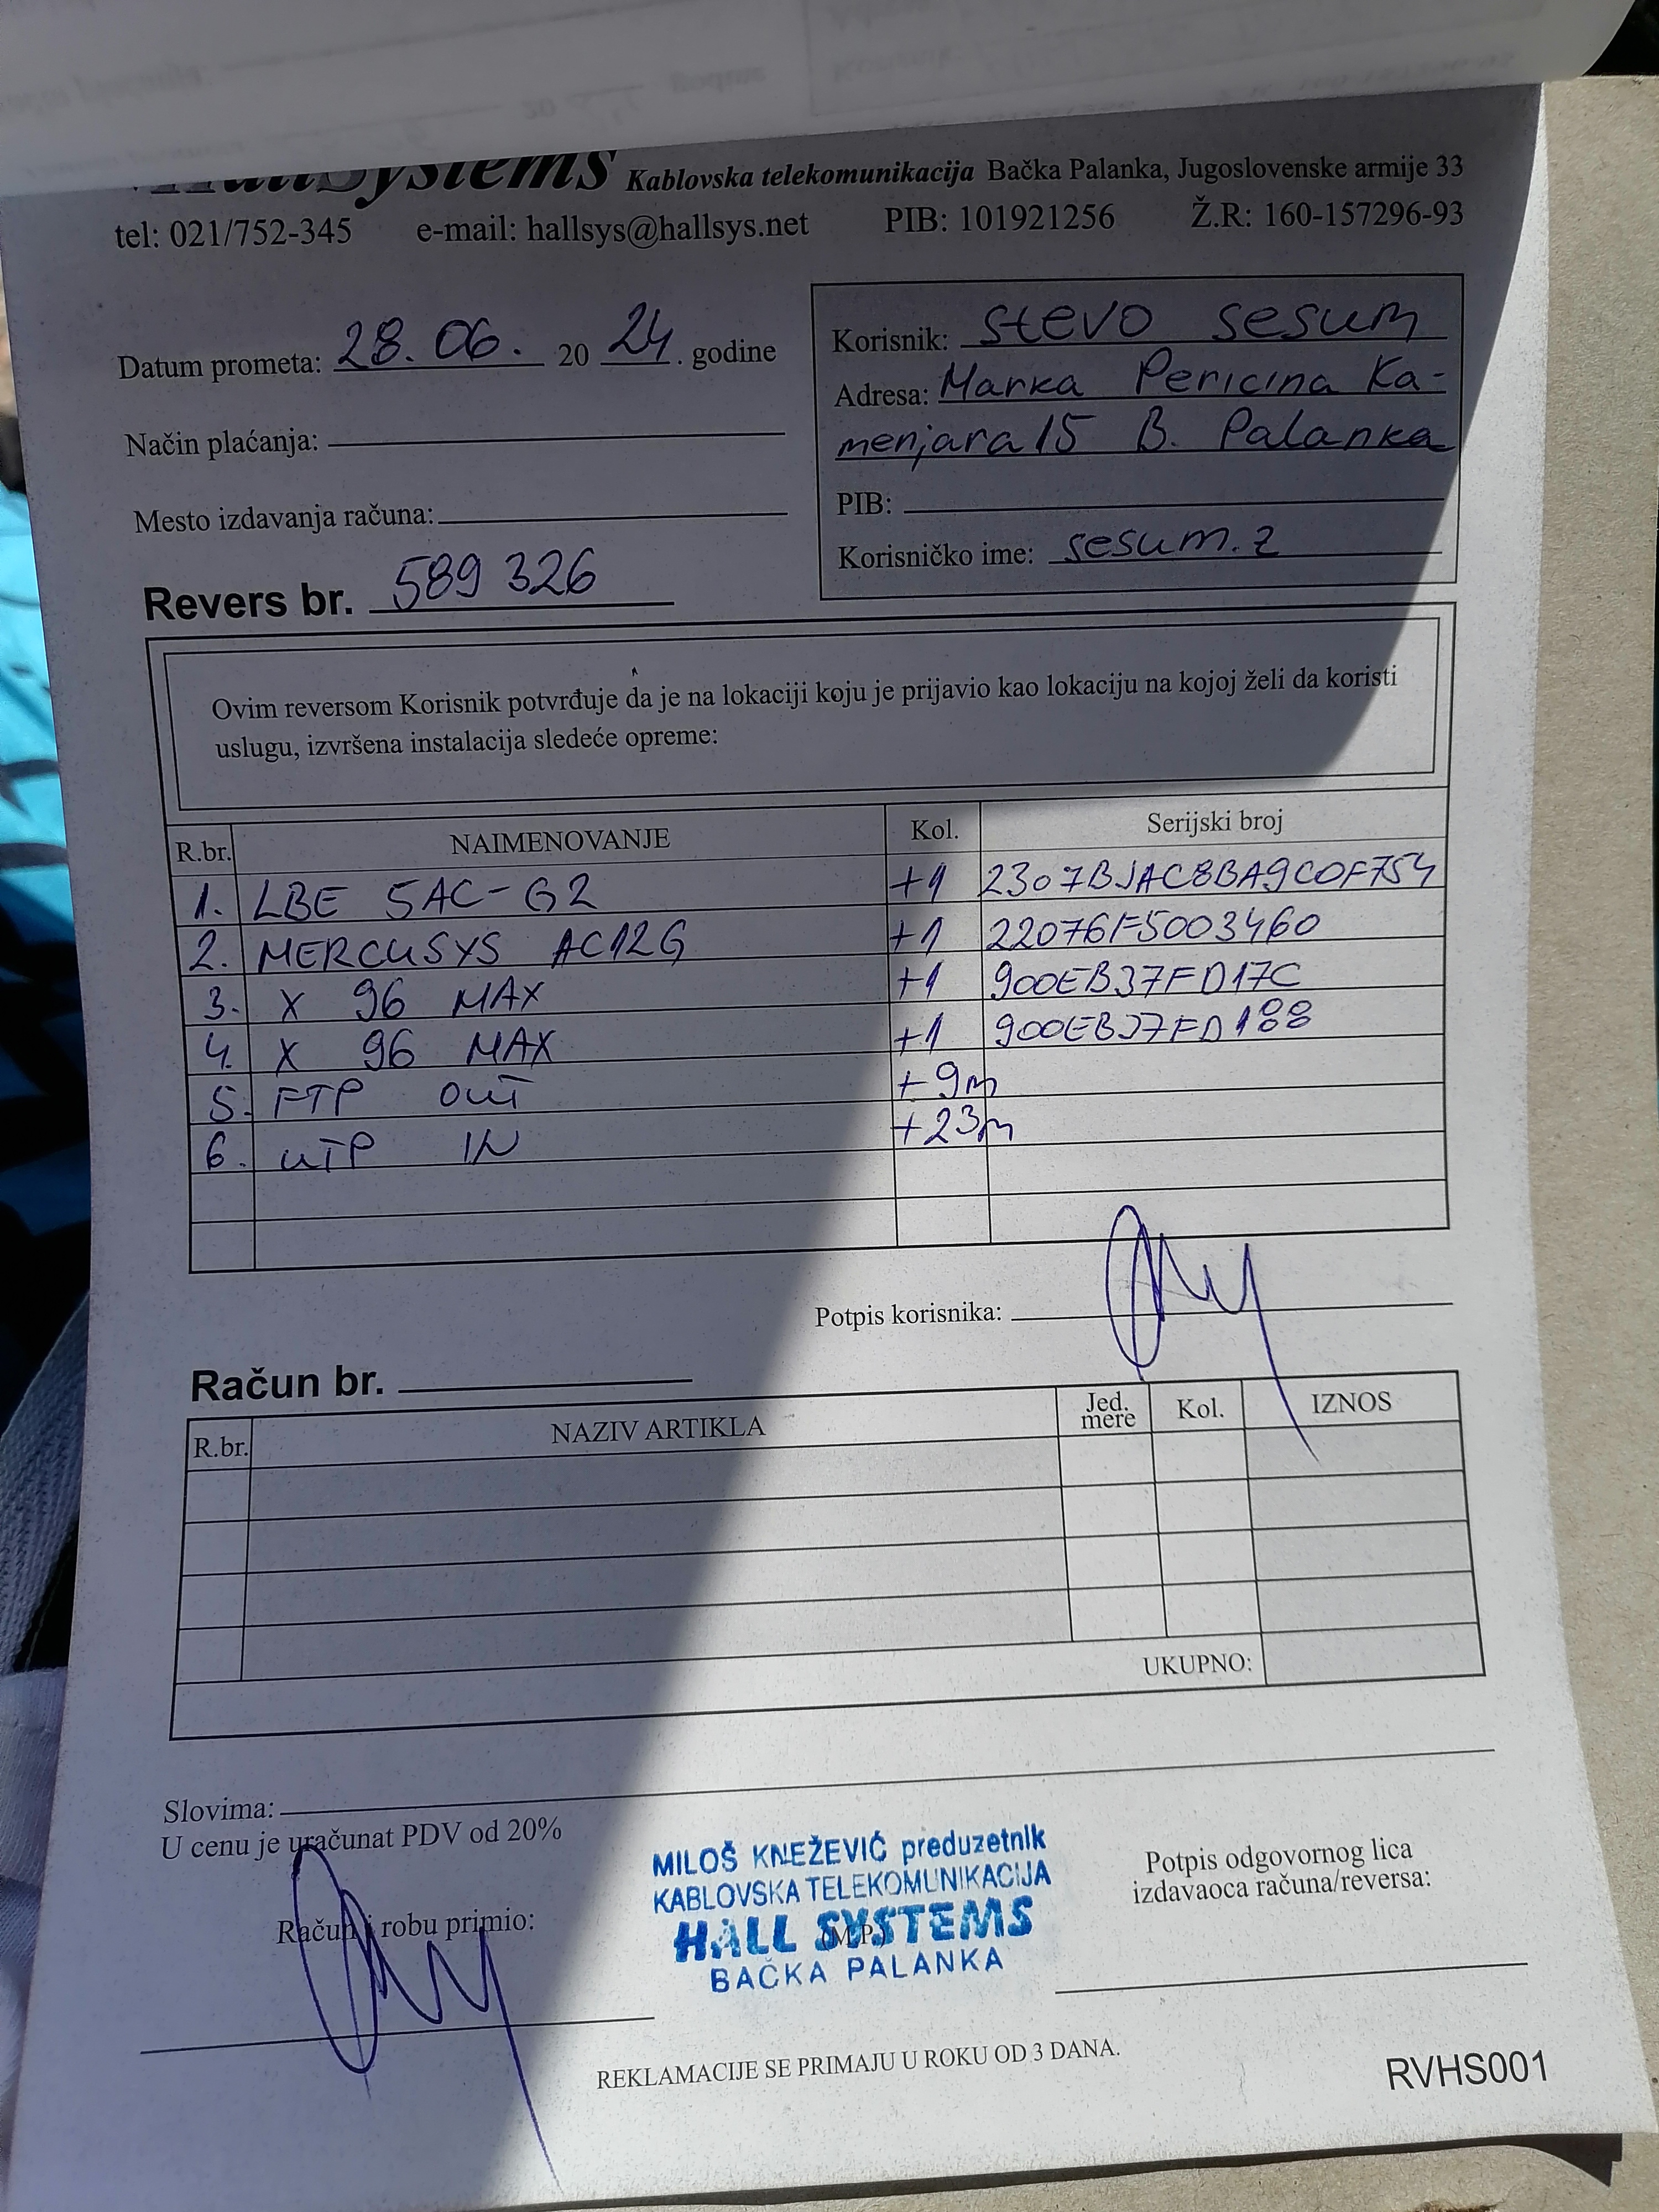 HallSystems Kablovska telekomunikacija Bačka Palanka, Jugoslovenske armije 33
tel: 021/752-345 e-mail: hallsys@hallsys.net PIB: 101921256 Ž.R: 160-157296-93
Datum prometa: 28.06. 20 24. godine
Način plaćanja:
Mesto izdavanja računa:
Revers br. 589 326
Korisnik: Stevo Sesum
Adresa: Marka Pericina Ka-
menjara 15 B. Palanka
PIB:
Korisničko ime: sesum.z
Ovim reversom Korisnik potvrđuje da je na lokaciji koju je prijavio kao lokaciju na kojoj želi da koristi
uslugu, izvršena instalacija sledeće opreme:
R.br. NAIMENOVANJE Kol. Serijski broj
1. LBE 5AC-G2 +1 2307BJAC8BA9C0F754
2. MERCUSYS AC12G +1 22076F5003460
3. X 96 MAX +1 900EB37FD17C
4. X 96 MAX +1 900EB37FD188
5. FTP OUT +9m
6. UTP IN +23m
Potpis korisnika:
Račun br.
R.br. NAZIV ARTIKLA Jed. mere Kol. IZNOS
UKUPNO:
Slovima:
U cenu je uračunat PDV od 20%
Račun i robu primio:
MILOŠ KNEŽEVIĆ preduzetnik
KABLOVSKA TELEKOMUNIKACIJA
HALL SYSTEMS
(M.P.)
BAČKA PALANKA
Potpis odgovornog lica
izdavaoca računa/reversa:
REKLAMACIJE SE PRIMAJU U ROKU OD 3 DANA.
RVHS001